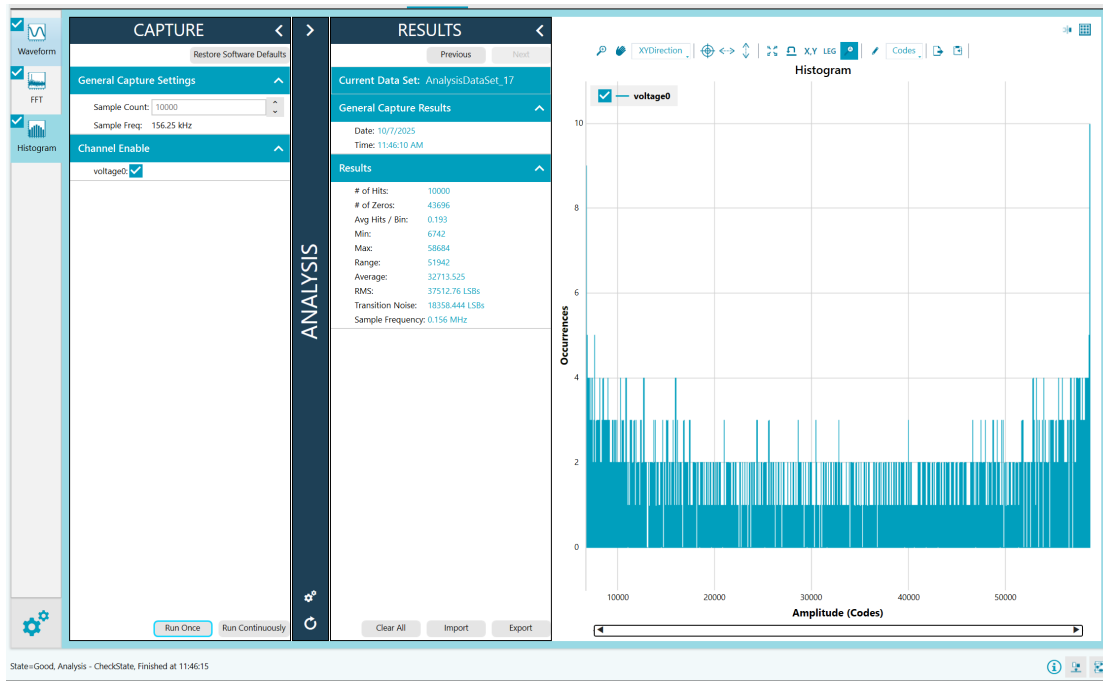 Waveform
FFT
Histogram
CAPTURE
Restore Software Defaults
General Capture Settings
Sample Count: 10000
Sample Freq: 156.25 kHz
Channel Enable
voltage0:
Run Once Run Continuously
ANALYSIS
RESULTS
Previous Next
Current Data Set: AnalysisDataSet_17
General Capture Results
Date: 10/7/2025
Time: 11:46:10 AM
Results
# of Hits: 10000
# of Zeros: 43696
Avg Hits / Bin: 0.193
Min: 6742
Max: 58684
Range: 51942
Average: 32713.525
RMS: 37512.76 LSBs
Transition Noise: 18358.444 LSBs
Sample Frequency: 0.156 MHz
Clear All Import Export
XYDirection X,Y LEG Codes
Histogram
voltage0
10
8
6
4
2
0
Occurrences
10000 20000 30000 40000 50000
Amplitude (Codes)
State=Good, Analysis - CheckState, Finished at 11:46:15